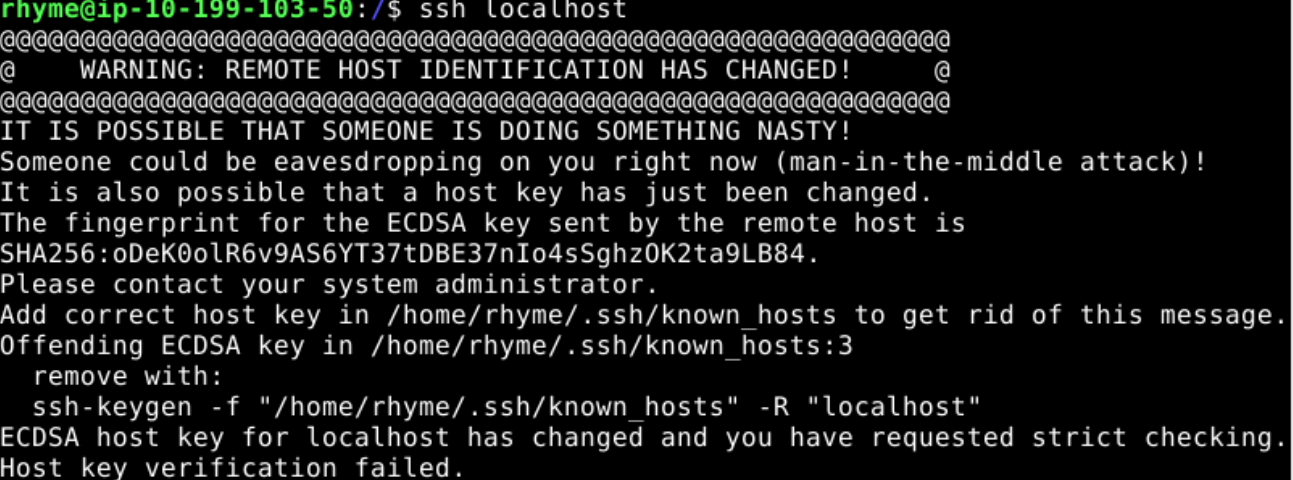 rhyme@ip-10-199-103-50:/$ ssh localhost
@@@@@@@@@@@@@@@@@@@@@@@@@@@@@@@@@@@@@@@@@@@@@@@@@@@@@@@@@@@
@    WARNING: REMOTE HOST IDENTIFICATION HAS CHANGED!     @
@@@@@@@@@@@@@@@@@@@@@@@@@@@@@@@@@@@@@@@@@@@@@@@@@@@@@@@@@@@
IT IS POSSIBLE THAT SOMEONE IS DOING SOMETHING NASTY!
Someone could be eavesdropping on you right now (man-in-the-middle attack)!
It is also possible that a host key has just been changed.
The fingerprint for the ECDSA key sent by the remote host is
SHA256:oDeK0olR6v9AS6YT37tDBE37nIo4sSghzOK2ta9LB84.
Please contact your system administrator.
Add correct host key in /home/rhyme/.ssh/known_hosts to get rid of this message.
Offending ECDSA key in /home/rhyme/.ssh/known_hosts:3
  remove with:
  ssh-keygen -f "/home/rhyme/.ssh/known_hosts" -R "localhost"
ECDSA host key for localhost has changed and you have requested strict checking.
Host key verification failed.